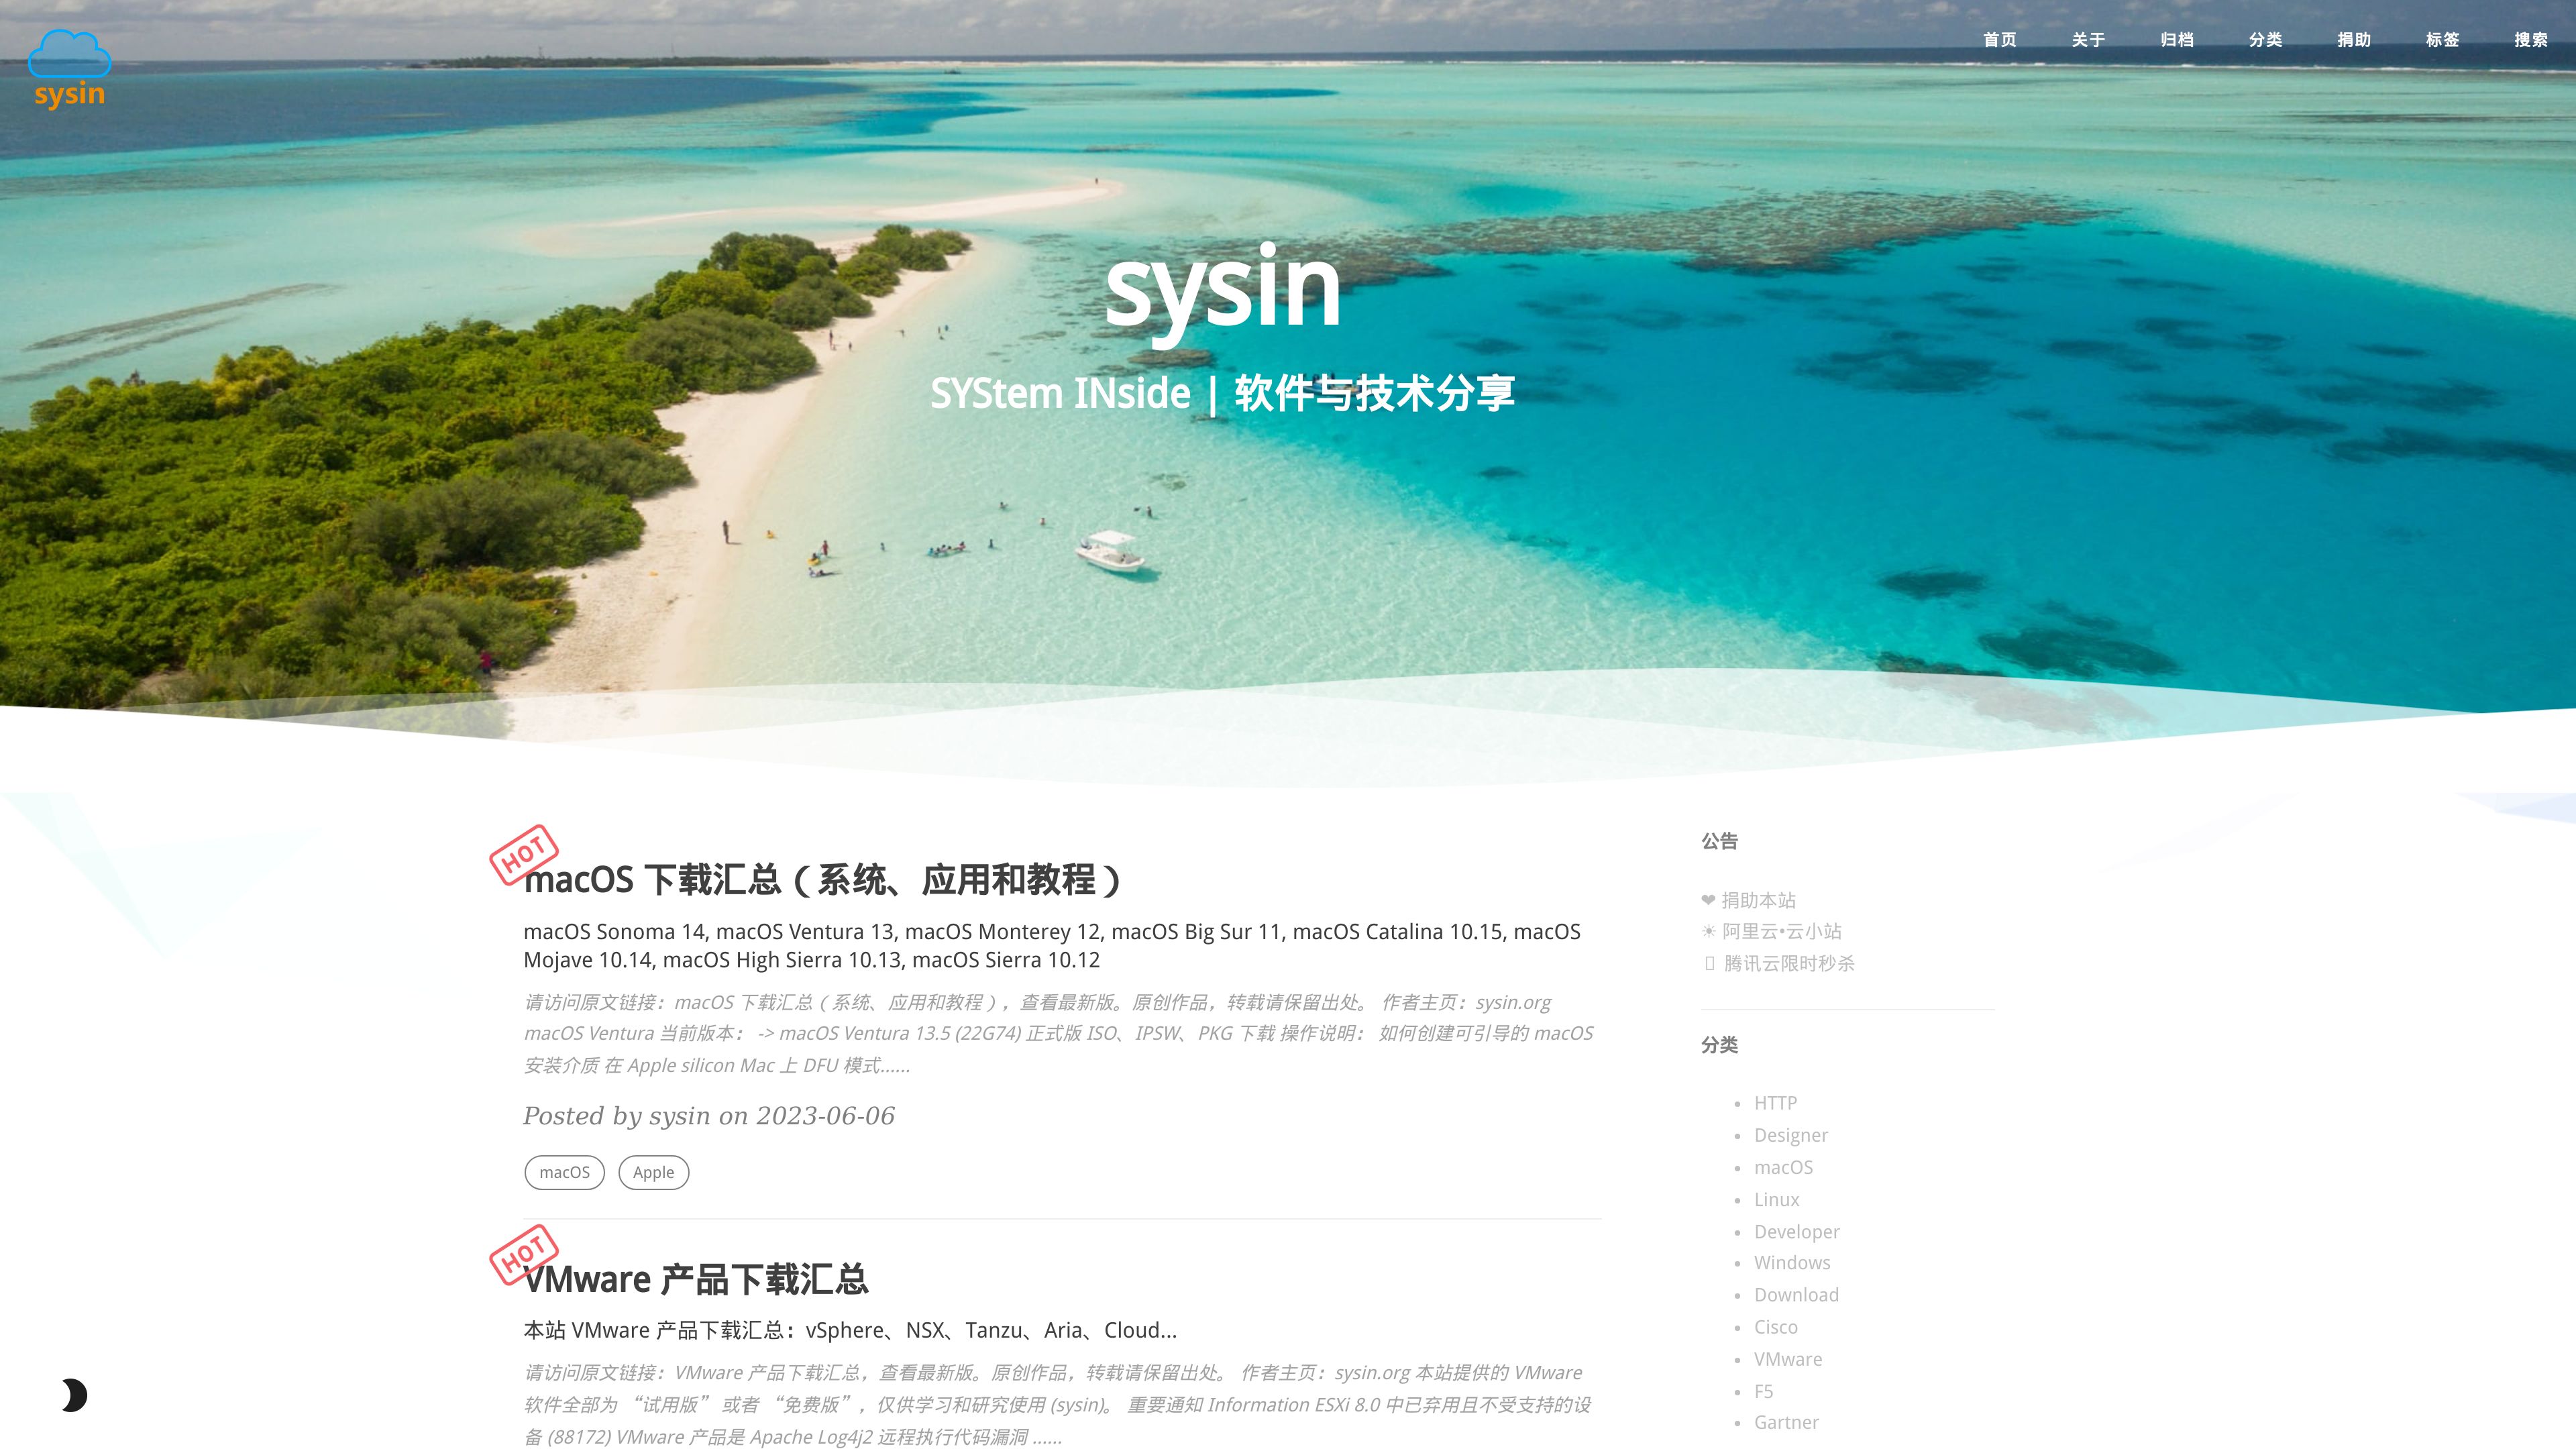 sysin
首页 关于 归档 分类 捐助 标签 搜索
sysin
SYStem INside | 软件与技术分享
HOT
macOS 下载汇总 ( 系统、应用和教程 )
macOS Sonoma 14, macOS Ventura 13, macOS Monterey 12, macOS Big Sur 11, macOS Catalina 10.15, macOS
Mojave 10.14, macOS High Sierra 10.13, macOS Sierra 10.12
请访问原文链接：macOS 下载汇总 ( 系统、应用和教程 )，查看最新版。原创作品，转载请保留出处。 作者主页：sysin.org
macOS Ventura 当前版本： -> macOS Ventura 13.5 (22G74) 正式版 ISO、IPSW、PKG 下载 操作说明： 如何创建可引导的 macOS
安装介质 在 Apple silicon Mac 上 DFU 模式......
Posted by sysin on 2023-06-06
macOS Apple
HOT
VMware 产品下载汇总
本站 VMware 产品下载汇总：vSphere、NSX、Tanzu、Aria、Cloud...
请访问原文链接：VMware 产品下载汇总，查看最新版。原创作品，转载请保留出处。 作者主页：sysin.org 本站提供的 VMware
软件全部为 “试用版” 或者 “免费版”，仅供学习和研究使用 (sysin)。 重要通知 Information ESXi 8.0 中已弃用且不受支持的设
备 (88172) VMware 产品是 Apache Log4j2 远程执行代码漏洞 ......
公告
❤ 捐助本站
☀ 阿里云•云小站
腾讯云限时秒杀
分类
• HTTP
• Designer
• macOS
• Linux
• Developer
• Windows
• Download
• Cisco
• VMware
• F5
• Gartner